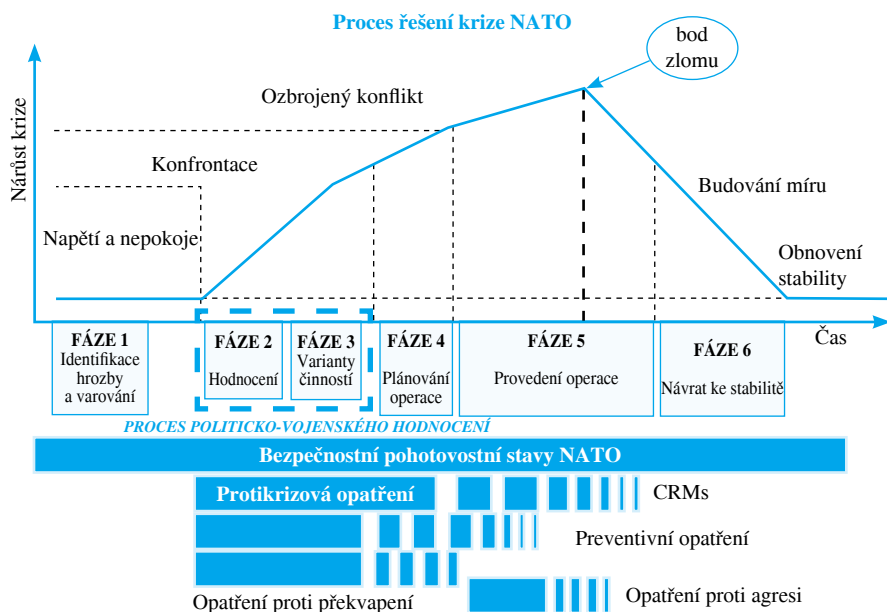 Proces řešení krize NATO
bod
zlomu
Nárůst krize
Ozbrojený konflikt
Konfrontace
Napětí a nepokoje
Budování míru
Obnovení
stability
Čas
FÁZE 1
Identifikace
hrozby
a varování
FÁZE 2
Hodnocení
FÁZE 3
Varianty
činností
FÁZE 4
Plánování
operace
FÁZE 5
Provedení operace
FÁZE 6
Návrat ke stabilitě
PROCES POLITICKO-VOJENSKÉHO HODNOCENÍ
Bezpečnostní pohotovostní stavy NATO
Protikrizová opatření
CRMs
Preventivní opatření
Opatření proti překvapení
Opatření proti agresi